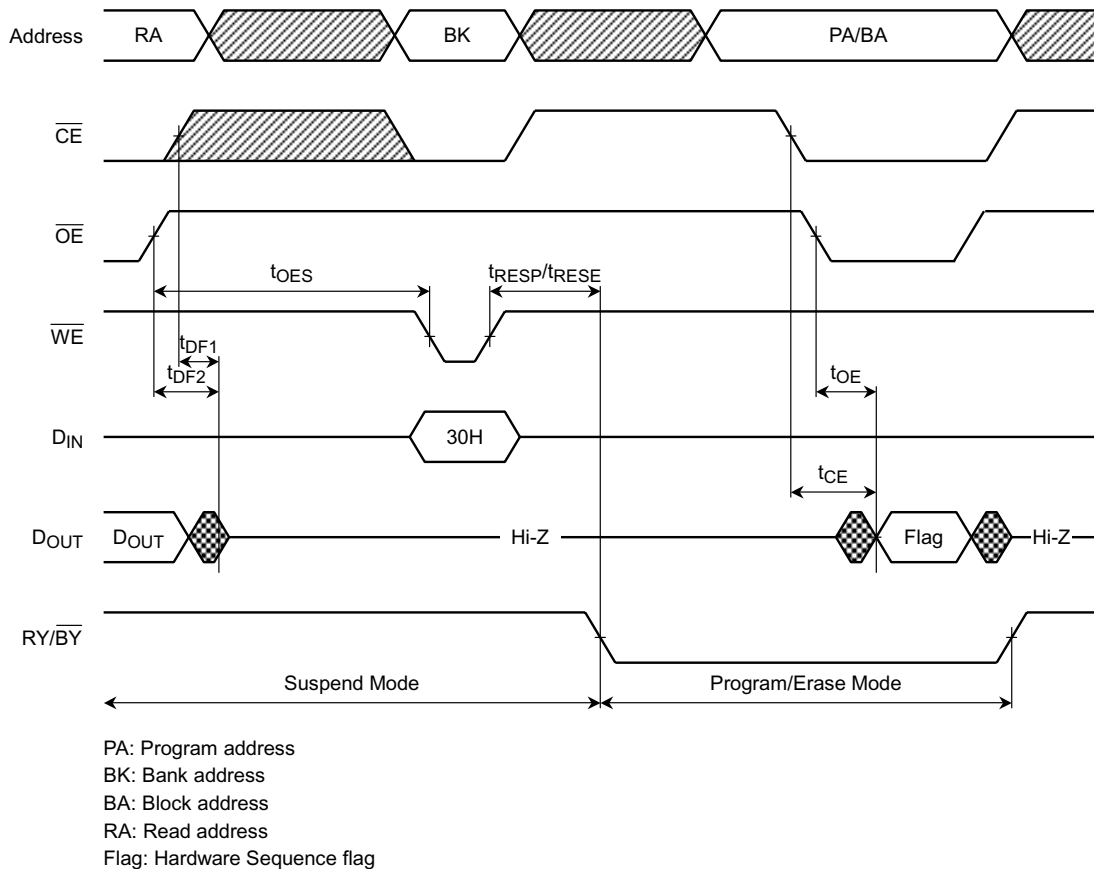 Address RA BK PA/BA
CE
OE
tOES tRESP/tRESE
WE
tDF1
tDF2 tOE
DIN 30H
tCE
DOUT DOUT Hi-Z Flag Hi-Z
RY/BY
Suspend Mode Program/Erase Mode
PA: Program address
BK: Bank address
BA: Block address
RA: Read address
Flag: Hardware Sequence flag